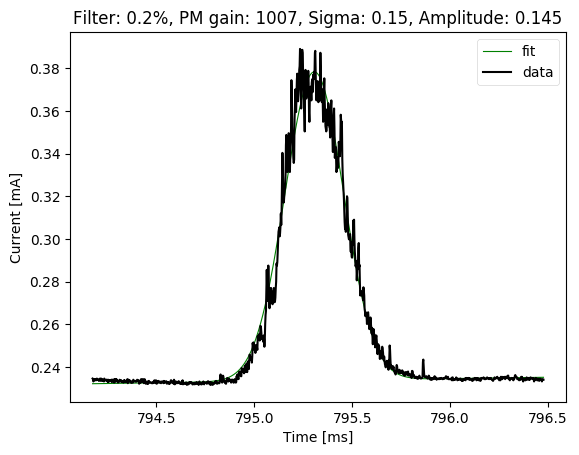 Filter: 0.2%, PM gain: 1007, Sigma: 0.15, Amplitude: 0.145
fit
data
0.38
0.36
0.34
0.32
0.30
0.28
0.26
0.24
Current [mA]
794.5 795.0 795.5 796.0 796.5
Time [ms]